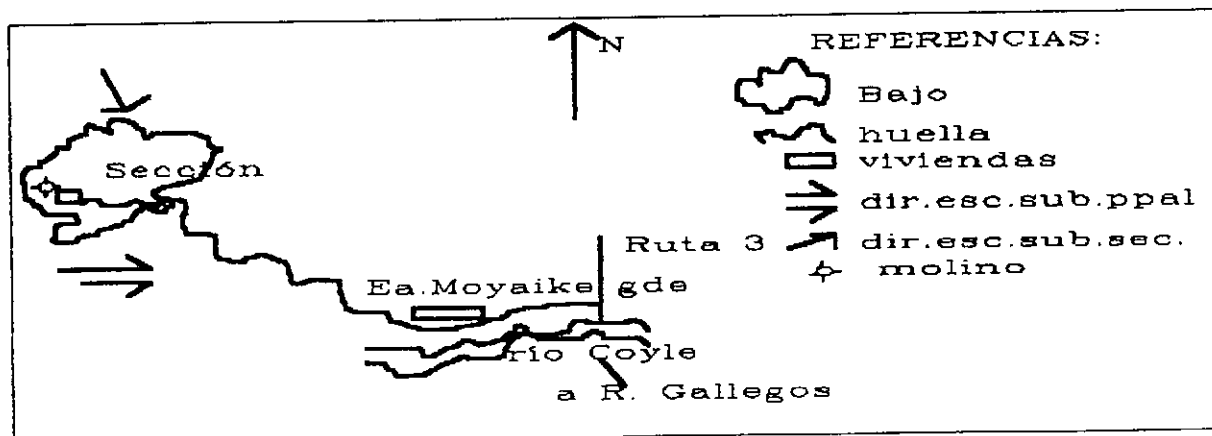 N
REFERENCIAS:
Bajo
huella
viviendas
dir.esc.sub.ppal
dir.esc.sub.sec.
molino
Sección
Ruta 3
Ea.Moyaike gde
río Coyle
a R. Gallegos